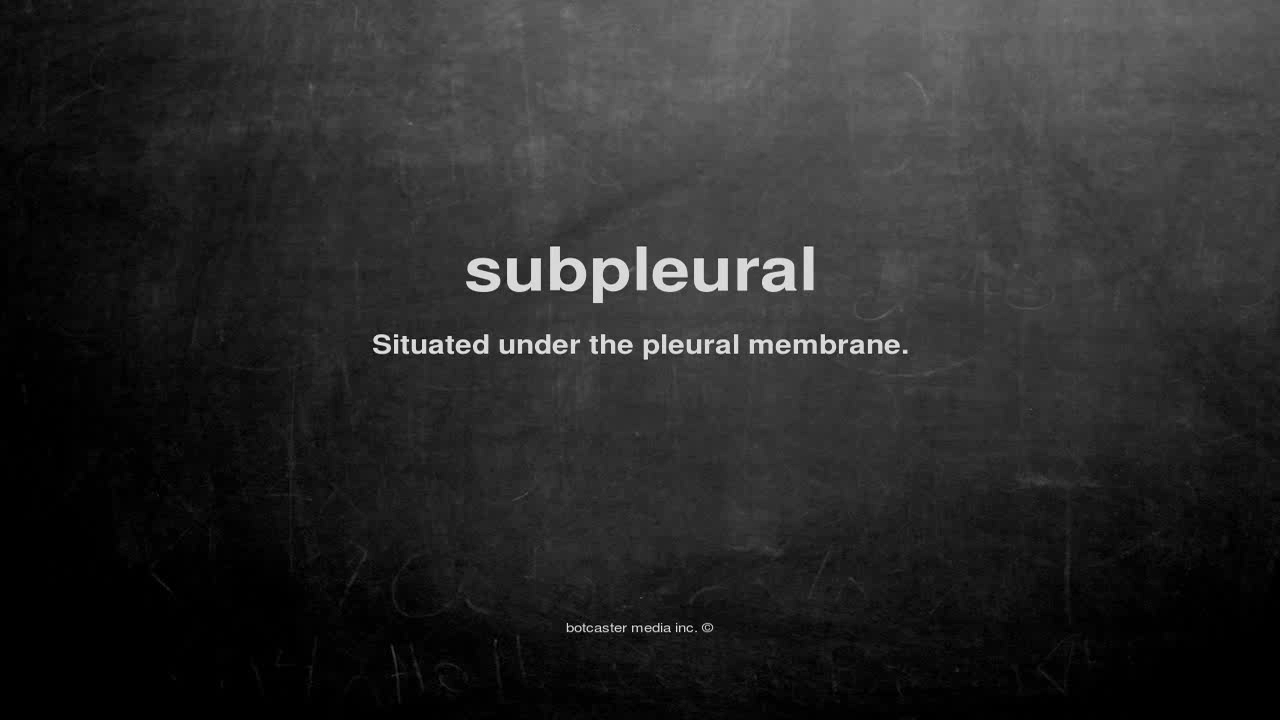 subpleural
Situated under the pleural membrane.
botcaster media inc. ©